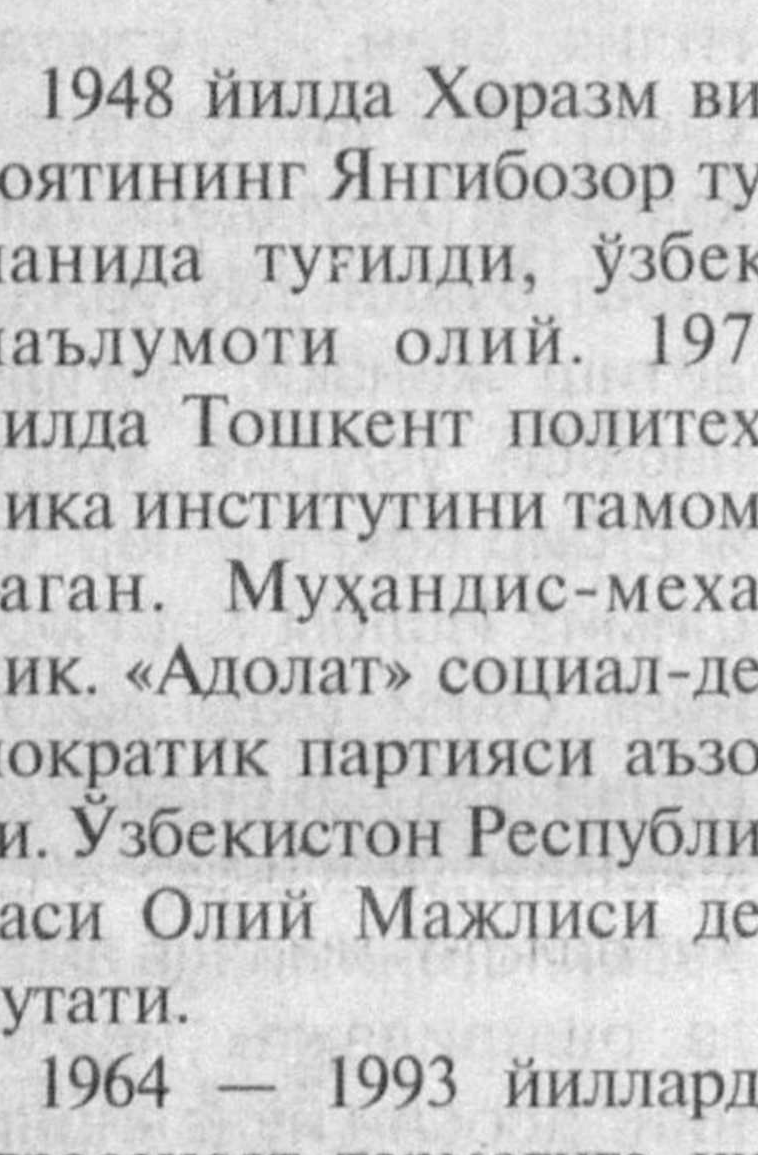 1948 йилда Хоразм ви
оятининг Янгибозор ту
анида туғилди, ўзбек
аълумоти олий. 197
илда Тошкент политех
ика институтини тамом
аган. Муҳандис-меха
ик. «Адолат» социал-де
мократик партияси аъзо
и. Ўзбекистон Республи
аси Олий Мажлиси де
утати.
1964 — 1993 йиллард